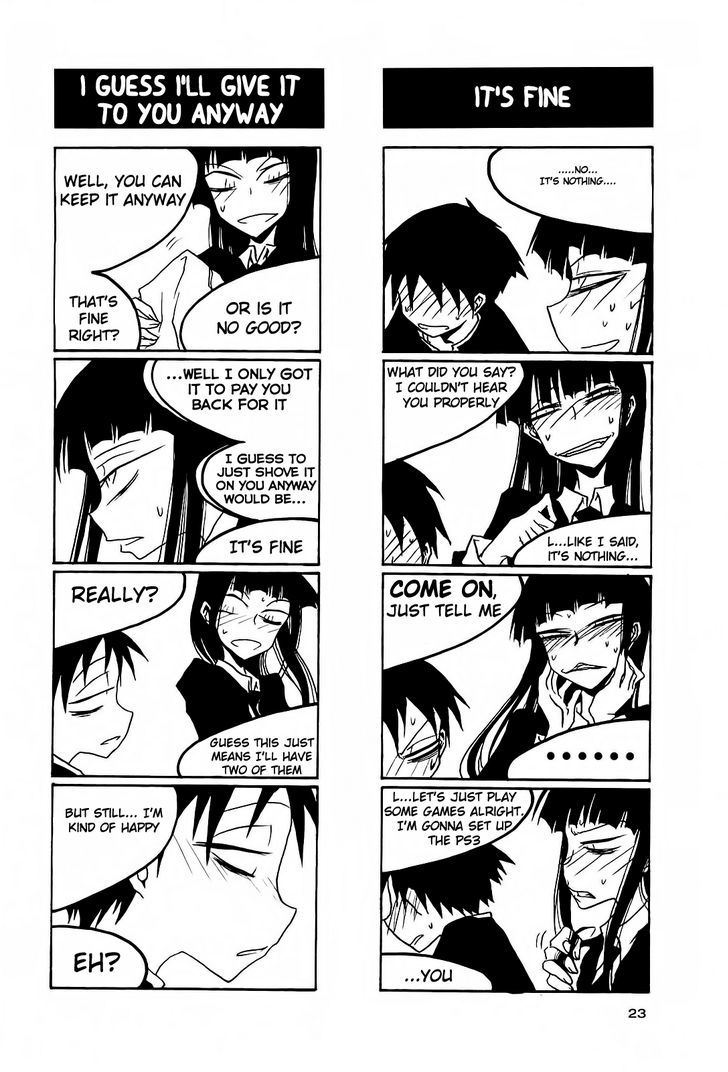 I GUESS I'LL GIVE IT
TO YOU ANYWAY
WELL, YOU CAN
KEEP IT ANYWAY
THAT'S
FINE
RIGHT?
OR IS IT
NO GOOD?
...WELL I ONLY GOT
IT TO PAY YOU
BACK FOR IT
I GUESS TO
JUST SHOVE IT
ON YOU ANYWAY
WOULD BE...
IT'S FINE
REALLY?
GUESS THIS JUST
MEANS I'LL HAVE
TWO OF THEM
BUT STILL... I'M
KIND OF HAPPY
EH?
IT'S FINE
.....NO...
IT'S NOTHING....
WHAT DID YOU SAY?
I COULDN'T HEAR
YOU PROPERLY
L...LIKE I SAID,
IT'S NOTHING...
COME ON,
JUST TELL ME
......
L...LET'S JUST PLAY
SOME GAMES ALRIGHT.
I'M GONNA SET UP
THE PS3
...YOU
23